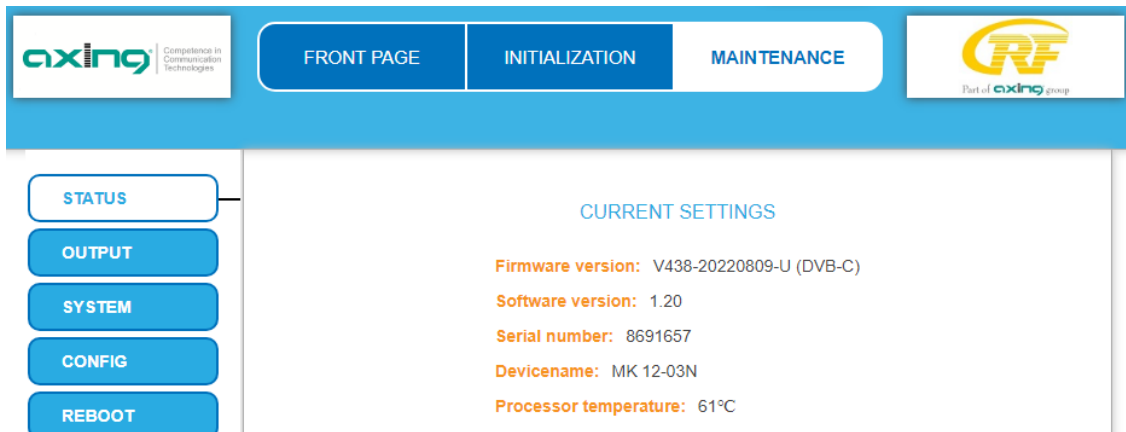 axing
Competence in
Communication
Technologies
FRONT PAGE
INITIALIZATION
MAINTENANCE
CRF
Part of axing group
STATUS
OUTPUT
SYSTEM
CONFIG
REBOOT
CURRENT SETTINGS
Firmware version: V438-20220809-U (DVB-C)
Software version: 1.20
Serial number: 8691657
Devicename: MK 12-03N
Processor temperature: 61°C